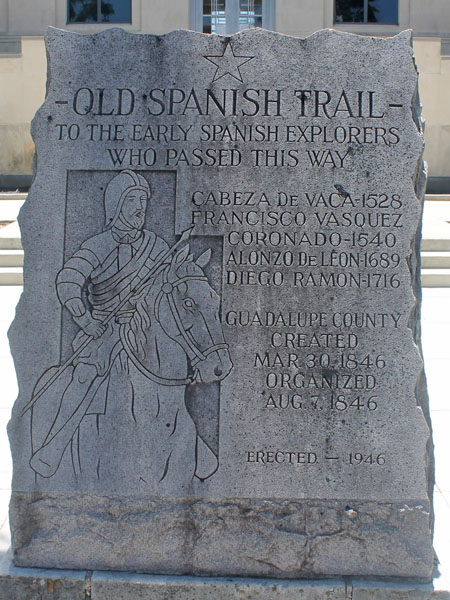 -OLD SPANISH TRAIL-
TO THE EARLY SPANISH EXPLORERS
WHO PASSED THIS WAY
CABEZA DE VACA-1528
FRANCISCO VASQUEZ
CORONADO-1540
ALONZO DE LÉON-1689
DIEGO RAMON-1716
GUADALUPE COUNTY
CREATED
MAR. 30-1846
ORGANIZED
AUG. 7, 1846
ERECTED - 1946